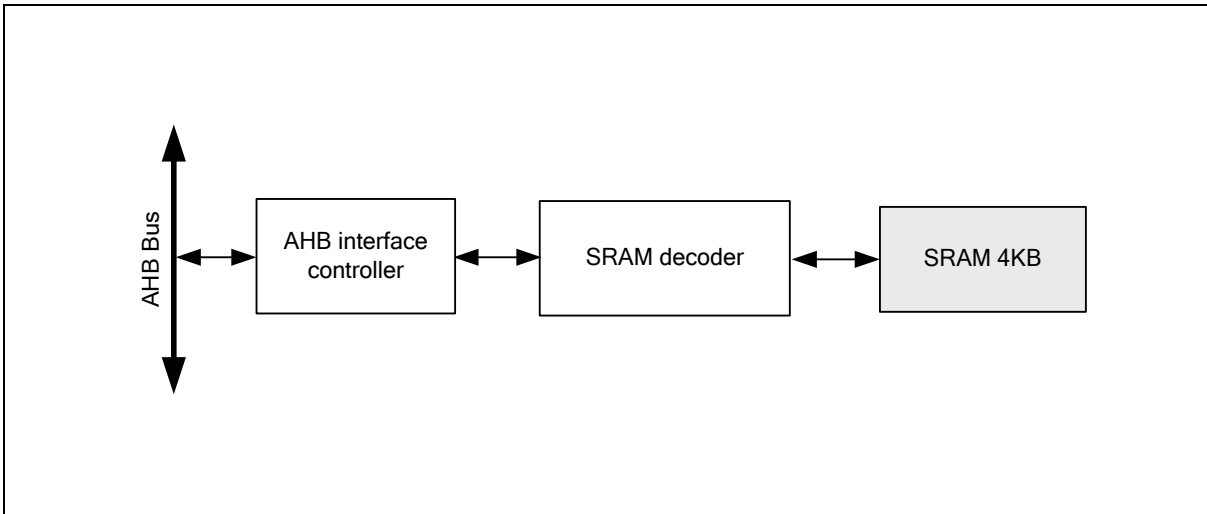 AHB Bus
AHB interface
controller
SRAM decoder
SRAM 4KB